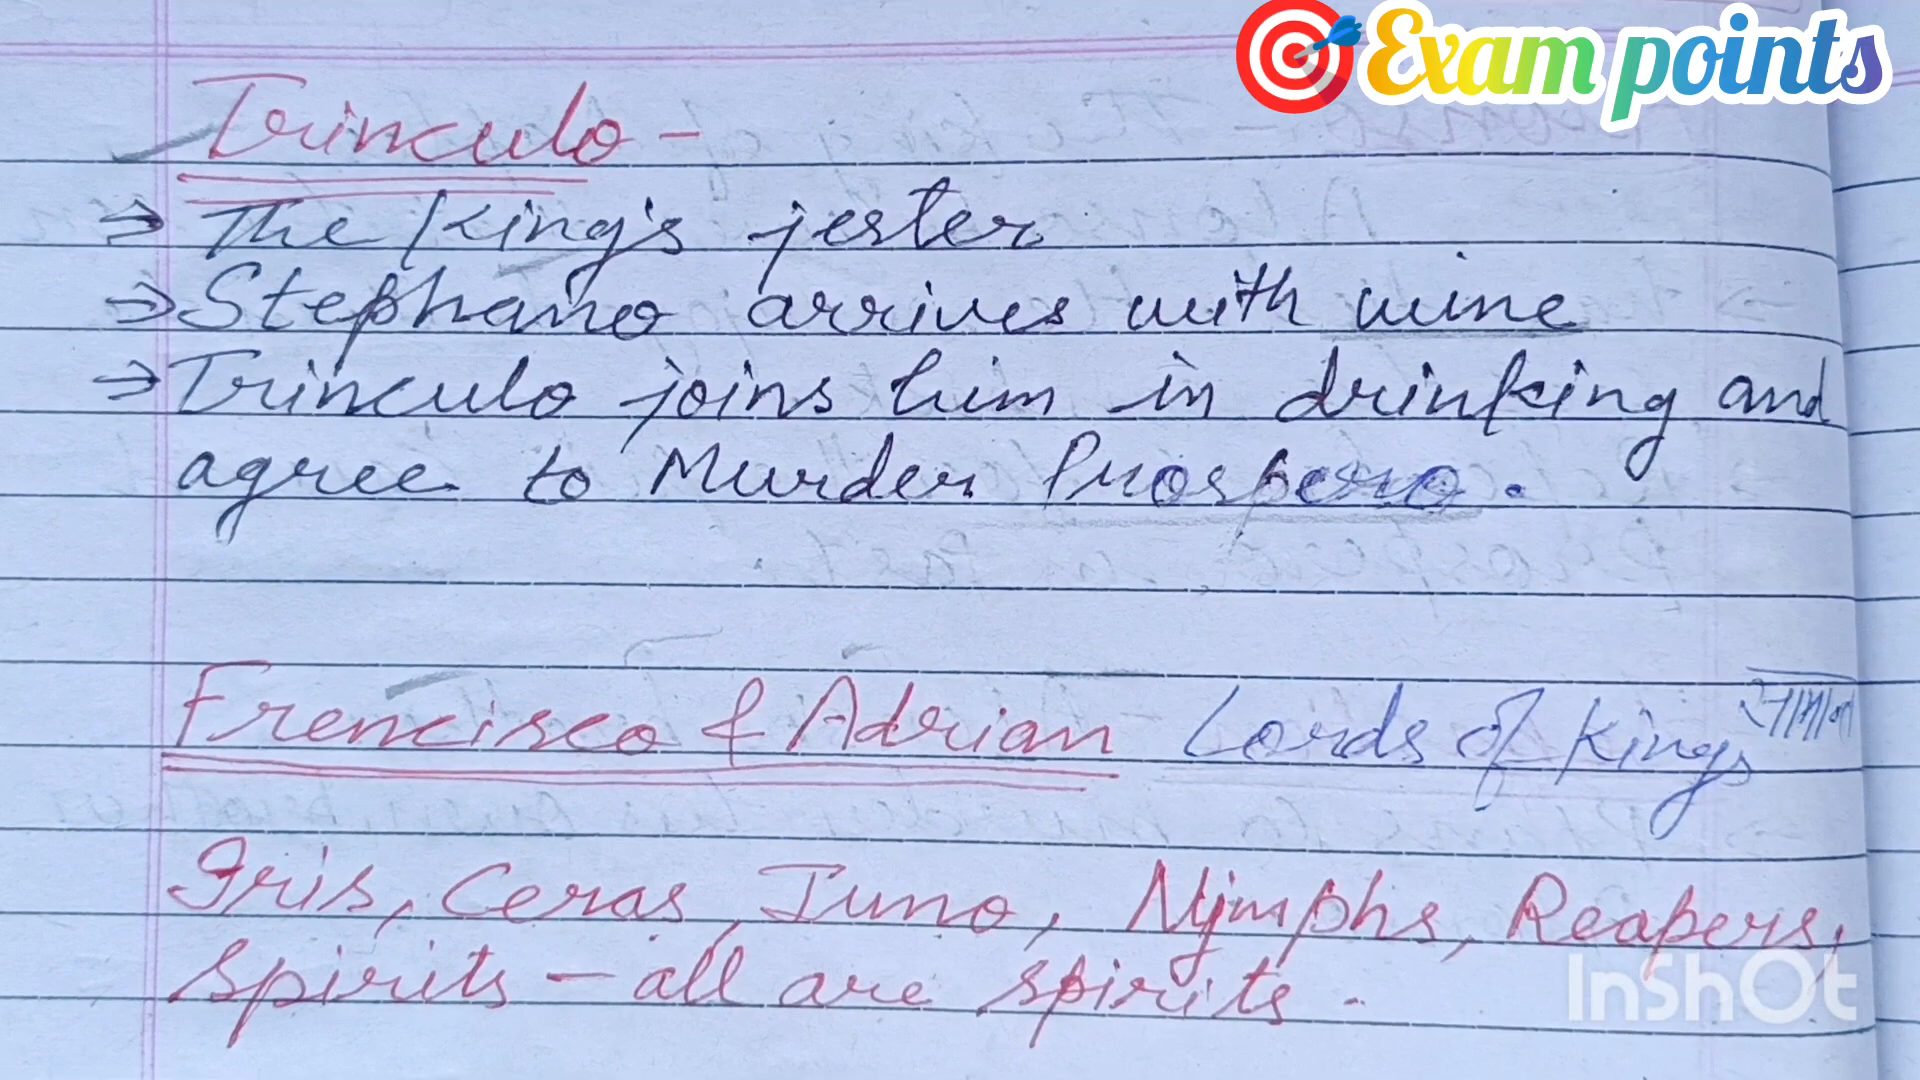 Exam points
Trinculo -
→ The King's jester
→ Stephano arrives with wine
→ Trinculo joins him in drinking and
agree to Murder Prospero.
Frencisco & Adrian Lords of Kings
Iris, Ceras, Juno, Nymphs, Reapers,
Spirits - all are spirits.
InShOt